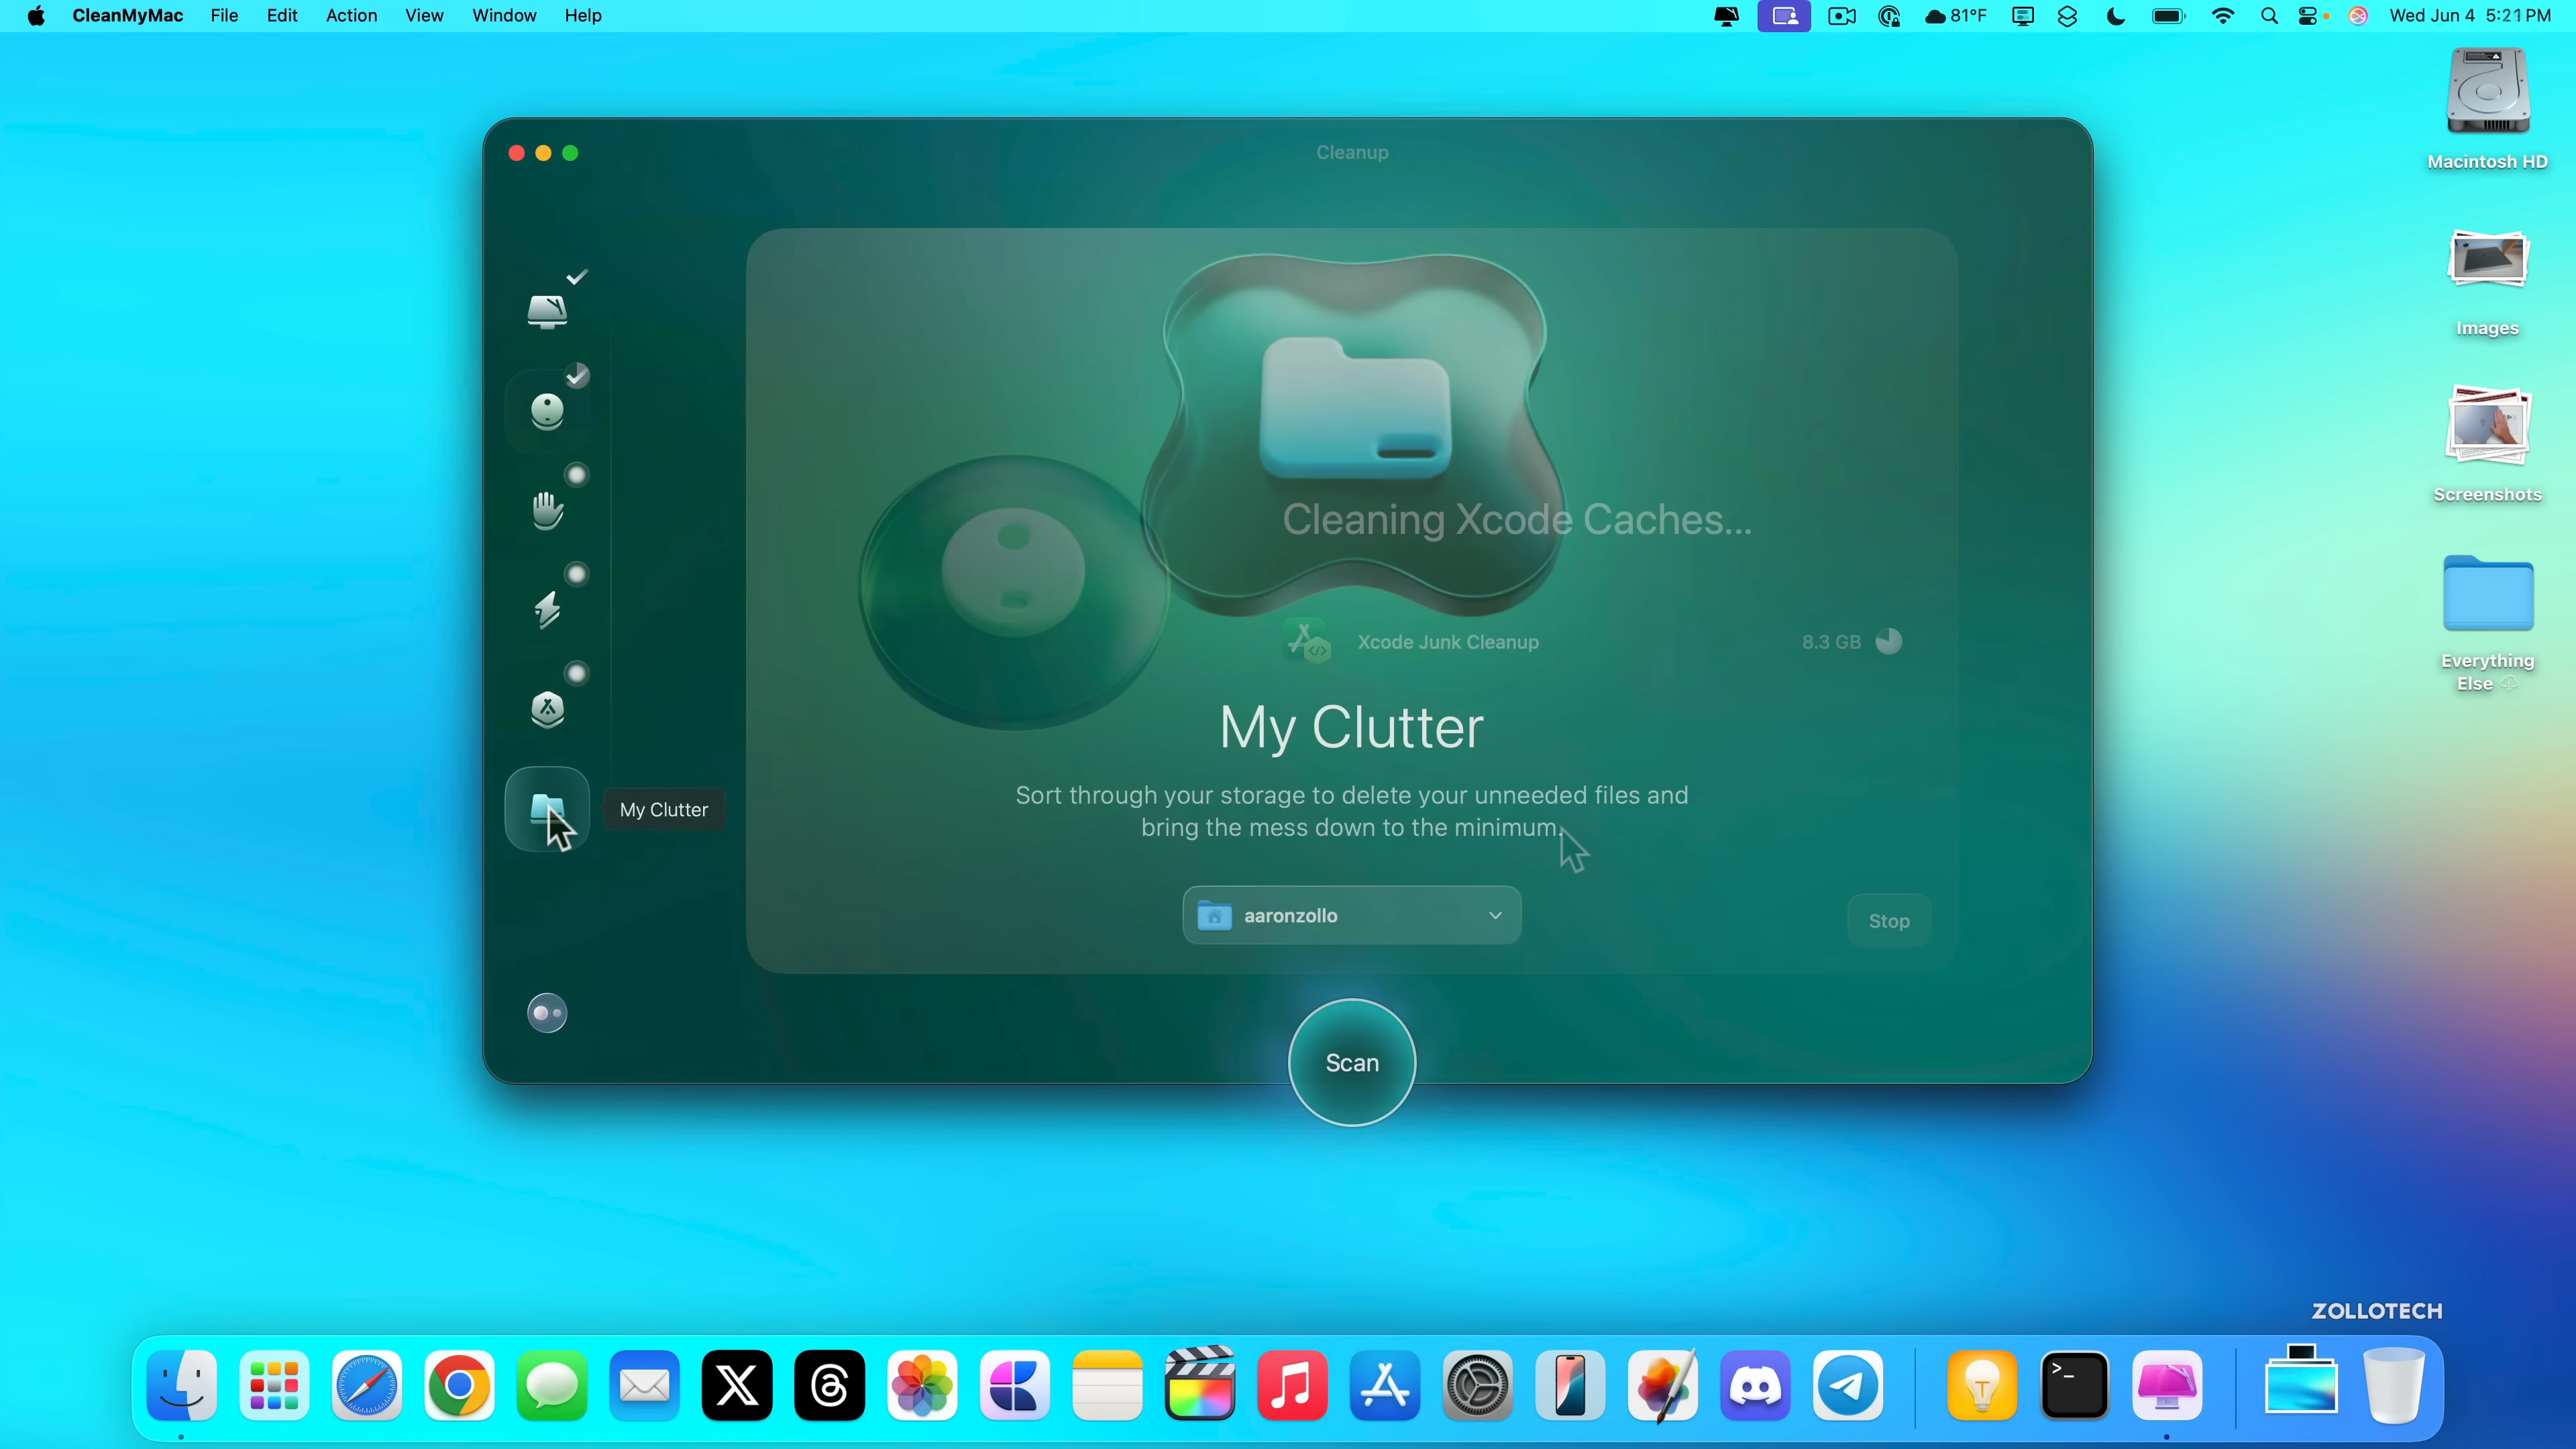 CleanMyMac File Edit Action View Window Help
81°F
Wed Jun 4 5:21 PM
Cleanup
Macintosh HD
Images
Screenshots
Everything
Else
Cleaning Xcode Caches...
Xcode Junk Cleanup
8.3 GB
My Clutter
My Clutter
Sort through your storage to delete your unneeded files and
bring the mess down to the minimum.
aaronzollo
Stop
Scan
ZOLLOTECH